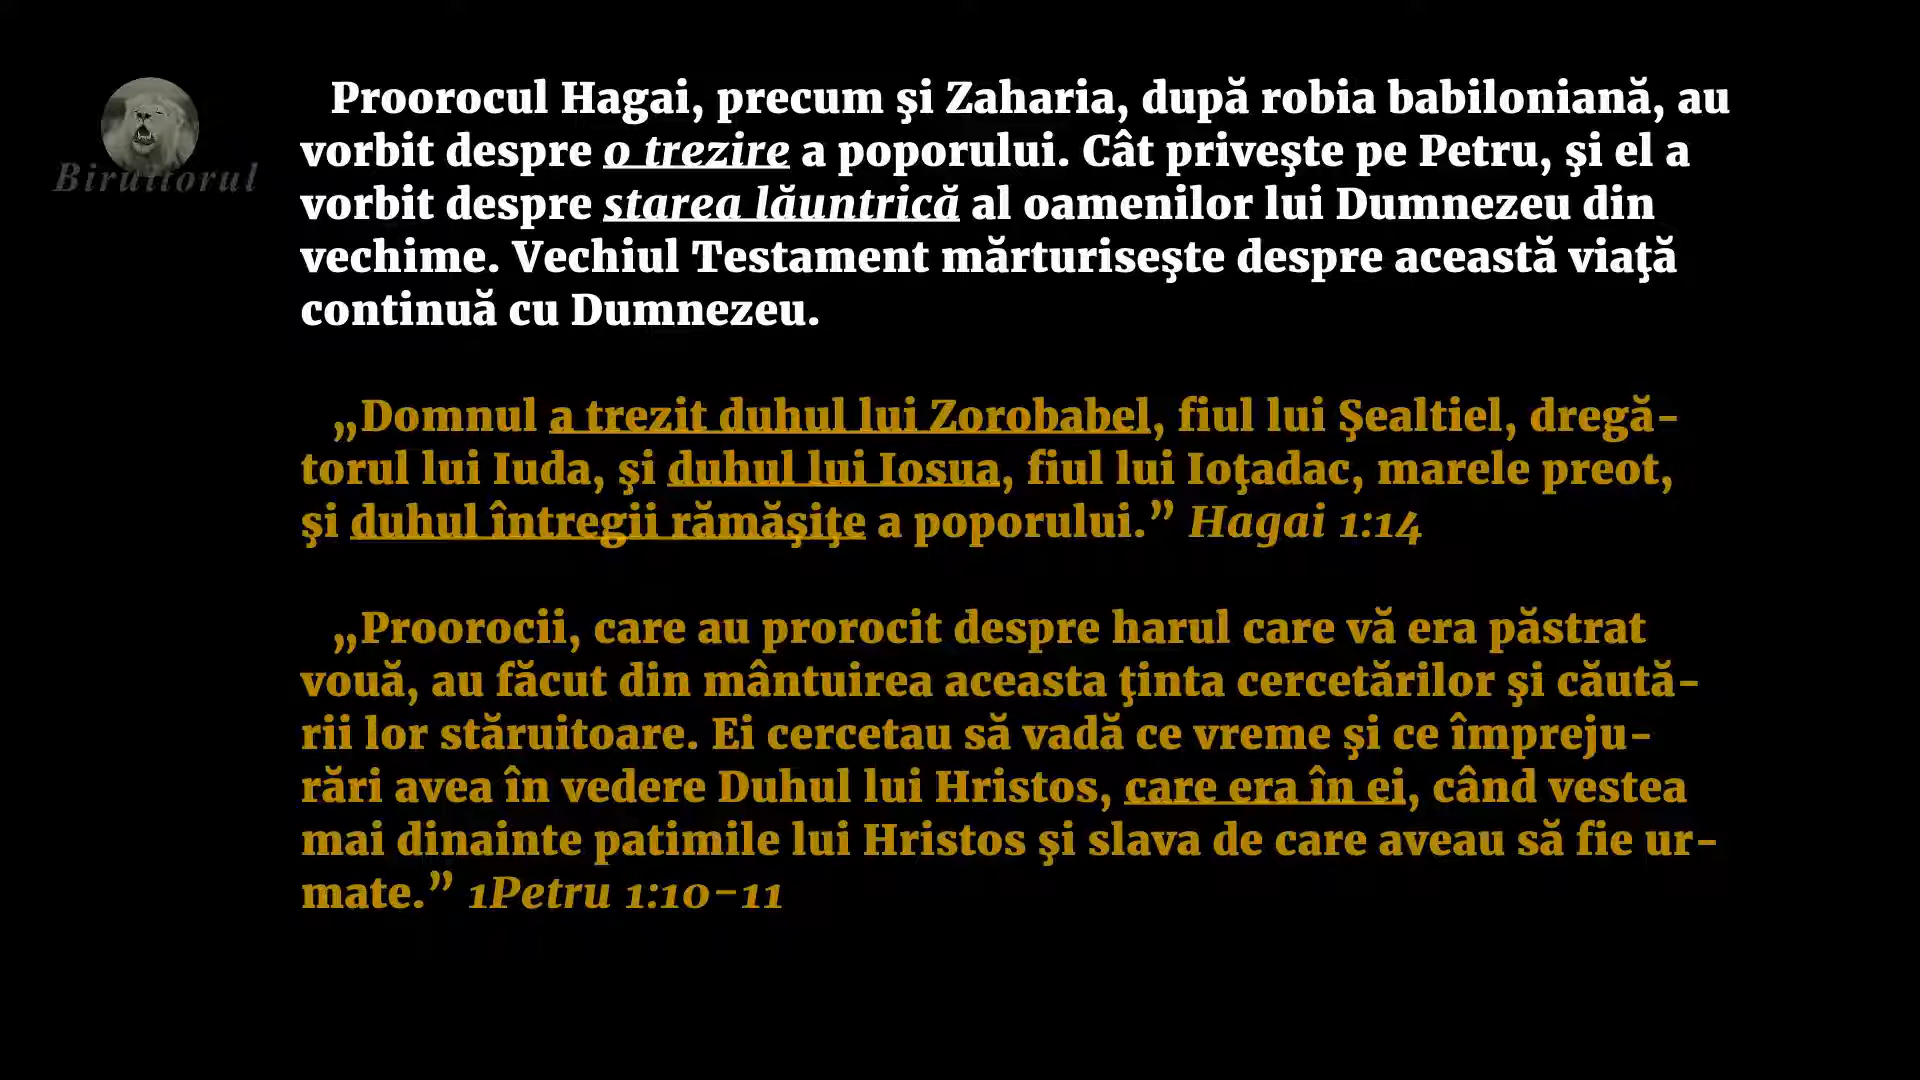 Biruitorul
Proorocul Hagai, precum şi Zaharia, după robia babiloniană, au
vorbit despre o trezire a poporului. Cât priveşte pe Petru, şi el a
vorbit despre starea lăuntrică al oamenilor lui Dumnezeu din
vechime. Vechiul Testament mărturiseşte despre această viaţă
continuă cu Dumnezeu.
„Domnul a trezit duhul lui Zorobabel, fiul lui Şealtiel, dregă-
torul lui Iuda, şi duhul lui Iosua, fiul lui Ioţadac, marele preot,
şi duhul întregii rămăşiţe a poporului.” Hagai 1:14
„Proorocii, care au prorocit despre harul care vă era păstrat
vouă, au făcut din mântuirea aceasta ţinta cercetărilor şi căută-
rii lor stăruitoare. Ei cercetau să vadă ce vreme şi ce împreju-
rări avea în vedere Duhul lui Hristos, care era în ei, când vestea
mai dinainte patimile lui Hristos şi slava de care aveau să fie ur-
mate.” 1Petru 1:10-11